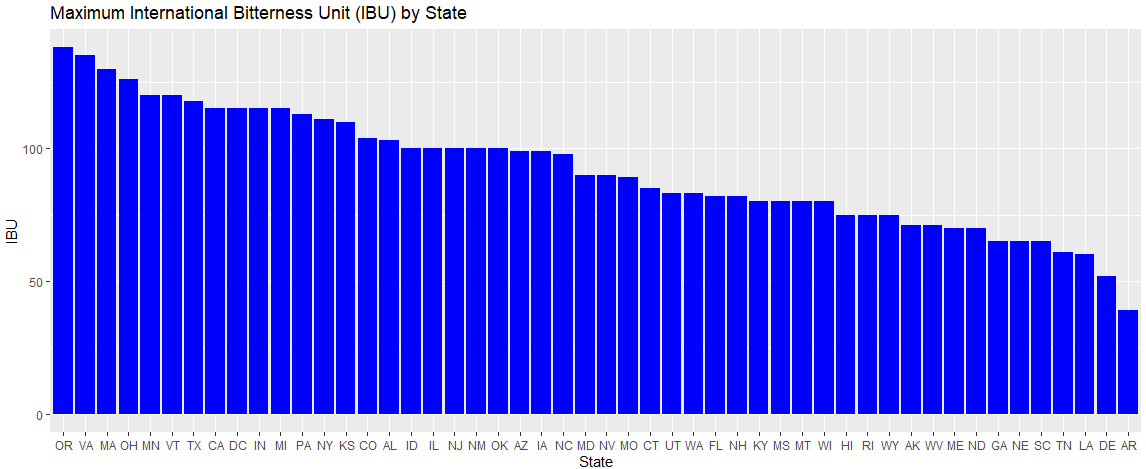 Maximum International Bitterness Unit (IBU) by State
IBU
100
50
0
OR VA MA OH MN VT TX CA DC IN MI PA NY KS CO AL ID IL NJ NM OK AZ IA NC MD NV MO CT UT WA FL NH KY MS MT WI HI RI WY AK WV ME ND GA NE SC TN LA DE AR
State